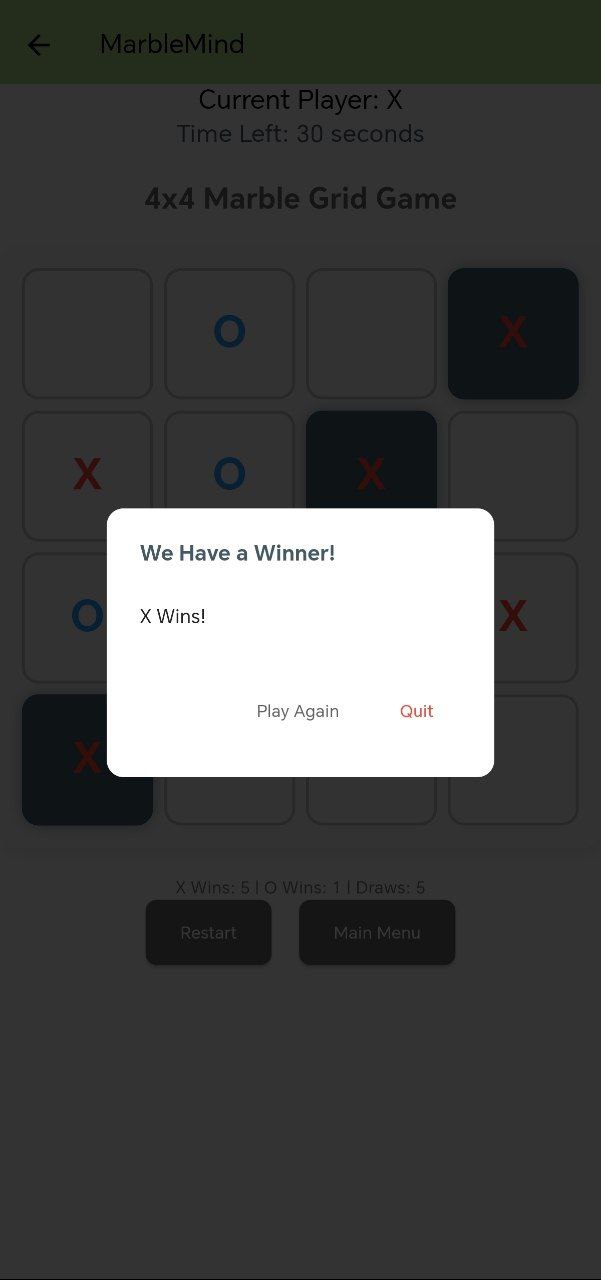 MarbleMind
Current Player: X
Time Left: 30 seconds
4x4 Marble Grid Game
O X
X O X
We Have a Winner!
X Wins!
O X
Play Again Quit
X
X Wins: 5 | O Wins: 1 | Draws: 5
Restart Main Menu